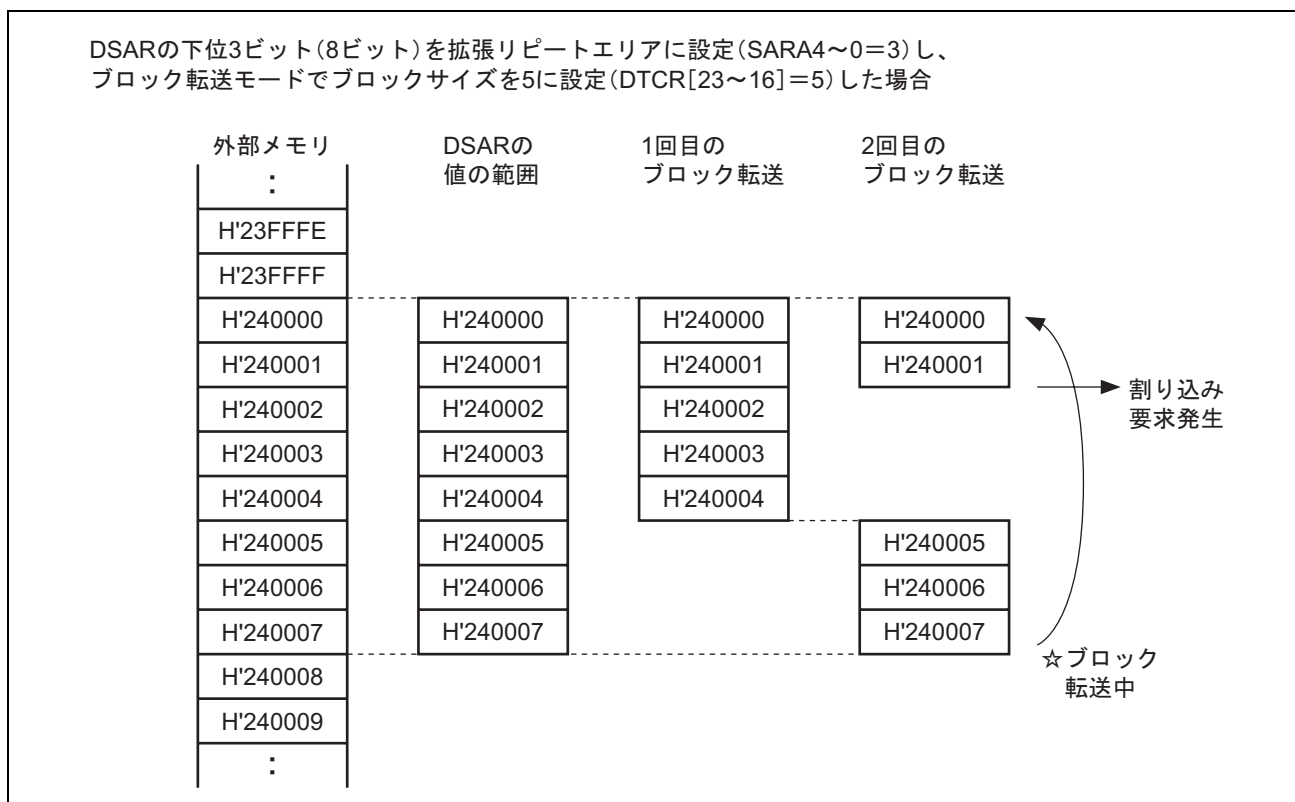 DSARの下位3ビット(8ビット)を拡張リピートエリアに設定(SARA4～0＝3)し、
ブロック転送モードでブロックサイズを5に設定(DTCR[23～16]＝5)した場合
外部メモリ
：
H'23FFFE
H'23FFFF
H'240000
H'240001
H'240002
H'240003
H'240004
H'240005
H'240006
H'240007
H'240008
H'240009
：
DSARの
値の範囲
H'240000
H'240001
H'240002
H'240003
H'240004
H'240005
H'240006
H'240007
1回目の
ブロック転送
H'240000
H'240001
H'240002
H'240003
H'240004
2回目の
ブロック転送
H'240000
H'240001
H'240005
H'240006
H'240007
割り込み
要求発生
☆ブロック
転送中